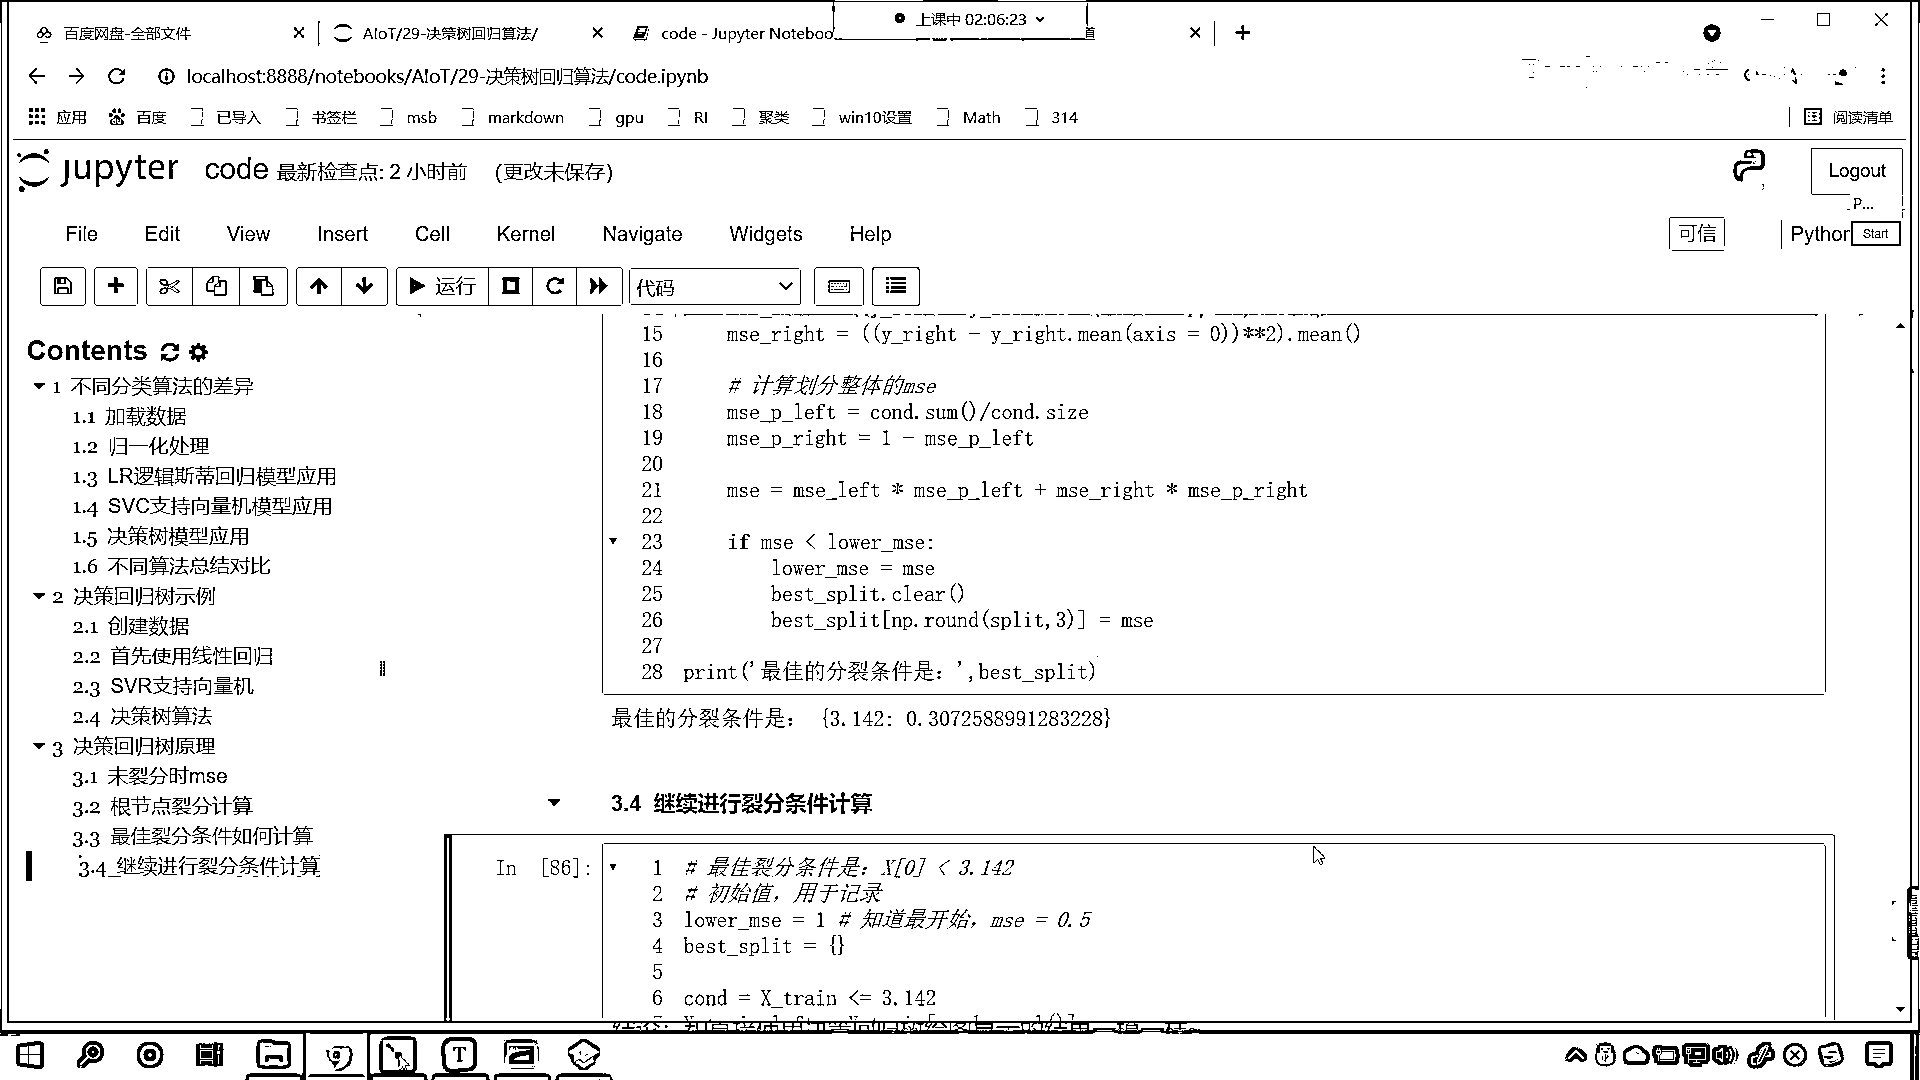 上课中 02:06:23
百度网盘-全部文件
AIoT/29-决策树回归算法/
code - Jupyter Noteboo
localhost:8888/notebooks/AIoT/29-决策树回归算法/code.ipynb
应用 百度 已导入 书签栏 msb markdown gpu RI 聚类 win10设置 Math 314 阅读清单
jupyter code 最新检查点: 2 小时前 (更改未保存)
Logout
P...
File Edit View Insert Cell Kernel Navigate Widgets Help
可信 Python Start
运行 代码
Contents
1 不同分类算法的差异
1.1 加载数据
1.2 归一化处理
1.3 LR逻辑斯蒂回归模型应用
1.4 SVC支持向量机模型应用
1.5 决策树模型应用
1.6 不同算法总结对比
2 决策回归树示例
2.1 创建数据
2.2 首先使用线性回归
2.3 SVR支持向量机
2.4 决策树算法
3 决策回归树原理
3.1 未裂分时mse
3.2 根节点裂分计算
3.3 最佳裂分条件如何计算
3.4 继续进行裂分条件计算
15 mse_right = ((y_right - y_right.mean(axis = 0))**2).mean()
16
17 # 计算划分整体的mse
18 mse_p_left = cond.sum()/cond.size
19 mse_p_right = 1 - mse_p_left
20
21 mse = mse_left * mse_p_left + mse_right * mse_p_right
22
23 if mse < lower_mse:
24 lower_mse = mse
25 best_split.clear()
26 best_split[np.round(split,3)] = mse
27
28 print('最佳的分裂条件是：',best_split)
最佳的分裂条件是： {3.142: 0.3072588991283228}
3.4 继续进行裂分条件计算
In [86]:
1 # 最佳裂分条件是：X[0] < 3.142
2 # 初始值，用于记录
3 lower_mse = 1 # 知道最开始，mse = 0.5
4 best_split = {}
5
6 cond = X_train <= 3.142